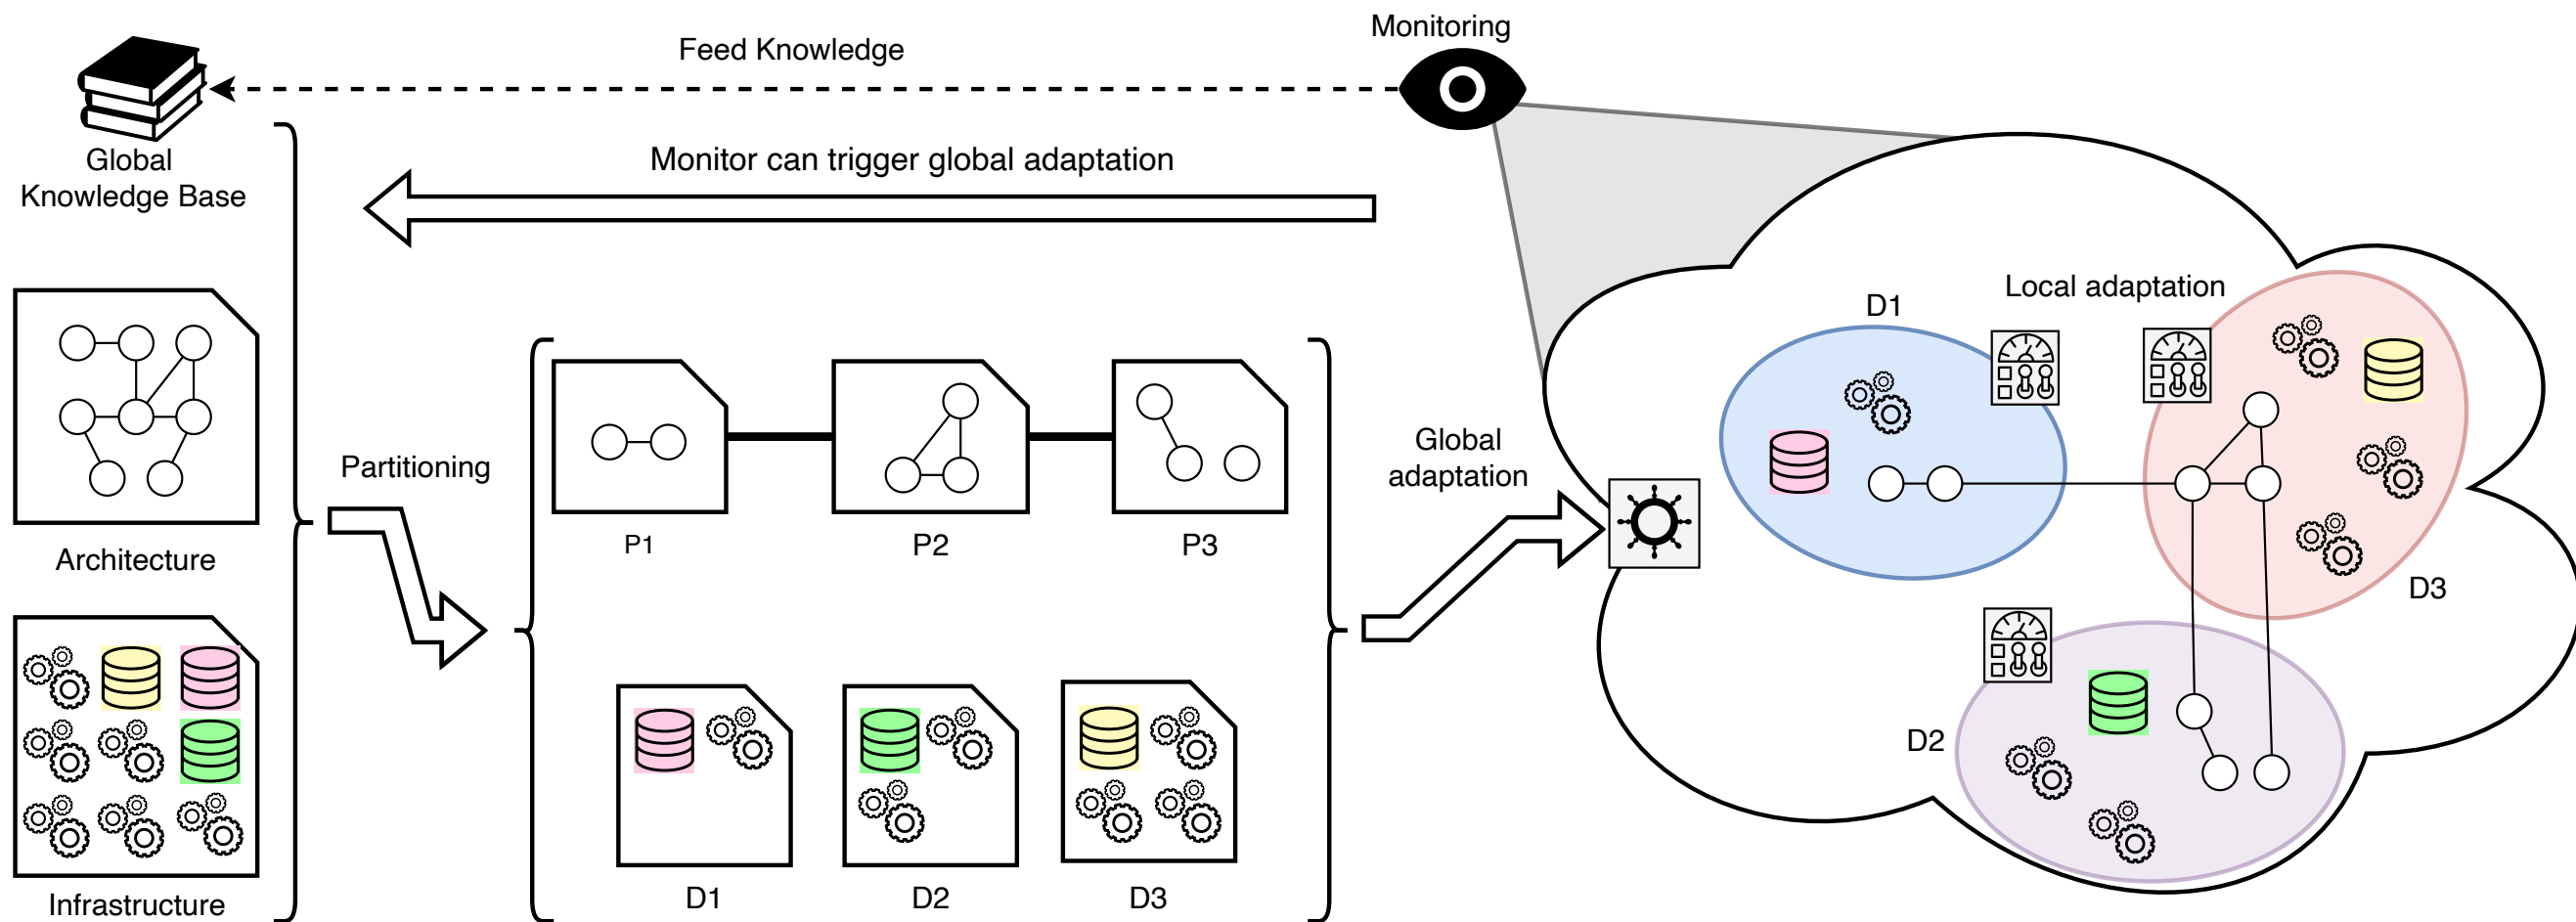 Monitoring
Feed Knowledge
Global
Knowledge Base
Monitor can trigger global adaptation
Architecture
Infrastructure
Partitioning
P1
P2
P3
D1
D2
D3
Global
adaptation
Local adaptation
D1
D3
D2